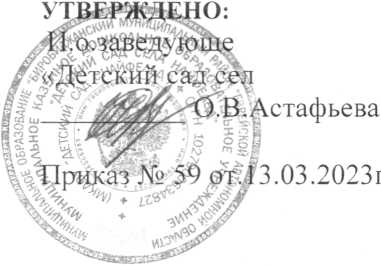 УТВЕРЖДЕНО:
И.о.заведующе
«Детский сад сел
О.В.Астафьева
Приказ № 59 от.13.03.2023г